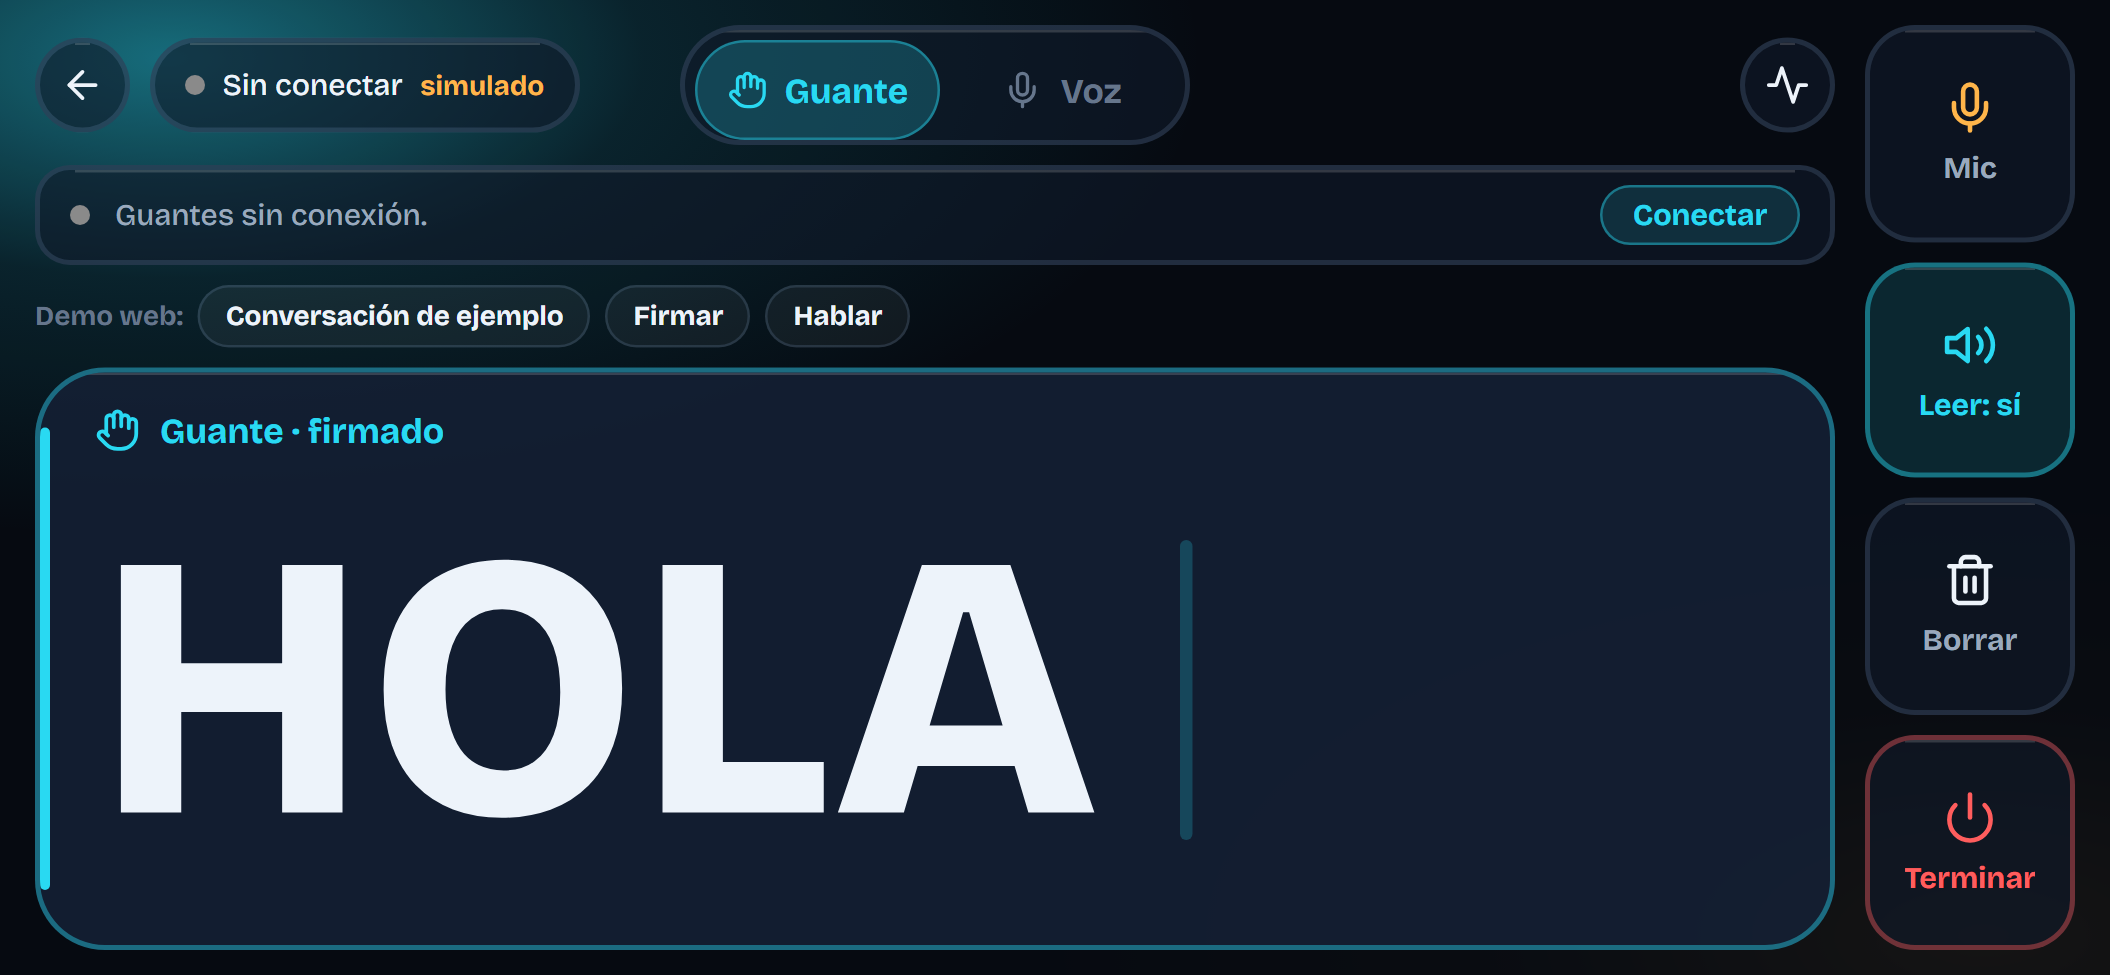 Sin conectar simulado
Guante
Voz
Mic
Guantes sin conexión.
Conectar
Demo web:
Conversación de ejemplo
Firmar
Hablar
Leer: sí
Guante · firmado
HOLA
Borrar
Terminar